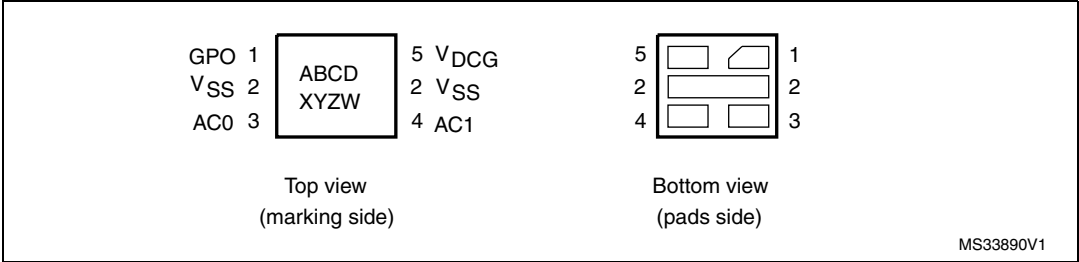 GPO 1
VSS 2
AC0 3
ABCD
XYZW
5 VDCG
2 VSS
4 AC1
Top view
(marking side)
5 1
2 2
4 3
Bottom view
(pads side)
MS33890V1